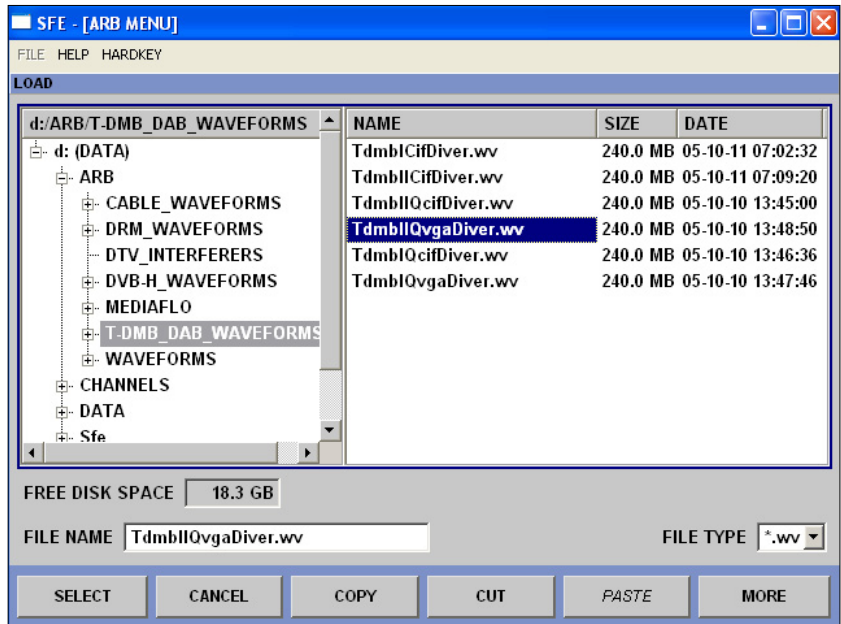 SFE - [ARB MENU]
FILE HELP HARDKEY
LOAD
d:/ARB/T-DMB_DAB_WAVEFORMS
d: (DATA)
ARB
CABLE_WAVEFORMS
DRM_WAVEFORMS
DTV_INTERFERERS
DVB-H_WAVEFORMS
MEDIAFLO
T-DMB_DAB_WAVEFORMS
WAVEFORMS
CHANNELS
DATA
Sfe
NAME SIZE DATE
TdmbICifDiver.wv 240.0 MB 05-10-11 07:02:32
TdmbIICifDiver.wv 240.0 MB 05-10-11 07:09:20
TdmbIIQcifDiver.wv 240.0 MB 05-10-10 13:45:00
TdmbIIQvgaDiver.wv 240.0 MB 05-10-10 13:48:50
TdmbIQcifDiver.wv 240.0 MB 05-10-10 13:46:36
TdmbIQvgaDiver.wv 240.0 MB 05-10-10 13:47:46
FREE DISK SPACE 18.3 GB
FILE NAME TdmbIIQvgaDiver.wv FILE TYPE *.wv
SELECT CANCEL COPY CUT PASTE MORE